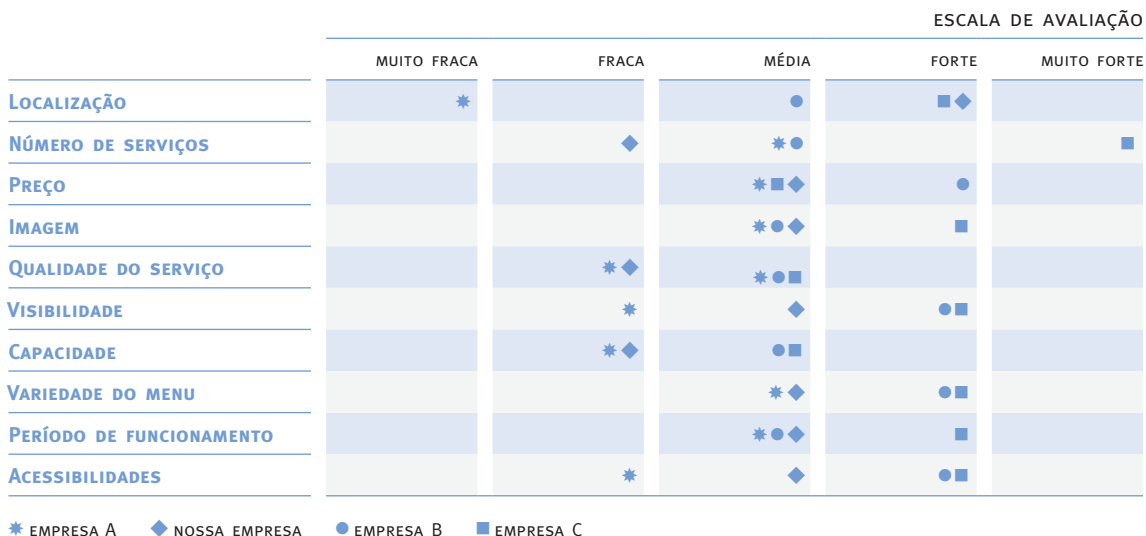 ESCALA DE AVALIAÇÃO
MUITO FRACA FRACA MÉDIA FORTE MUITO FORTE
LOCALIZAÇÃO
NÚMERO DE SERVIÇOS
PREÇO
IMAGEM
QUALIDADE DO SERVIÇO
VISIBILIDADE
CAPACIDADE
VARIEDADE DO MENU
PERÍODO DE FUNCIONAMENTO
ACESSIBILIDADES
EMPRESA A NOSSA EMPRESA EMPRESA B EMPRESA C